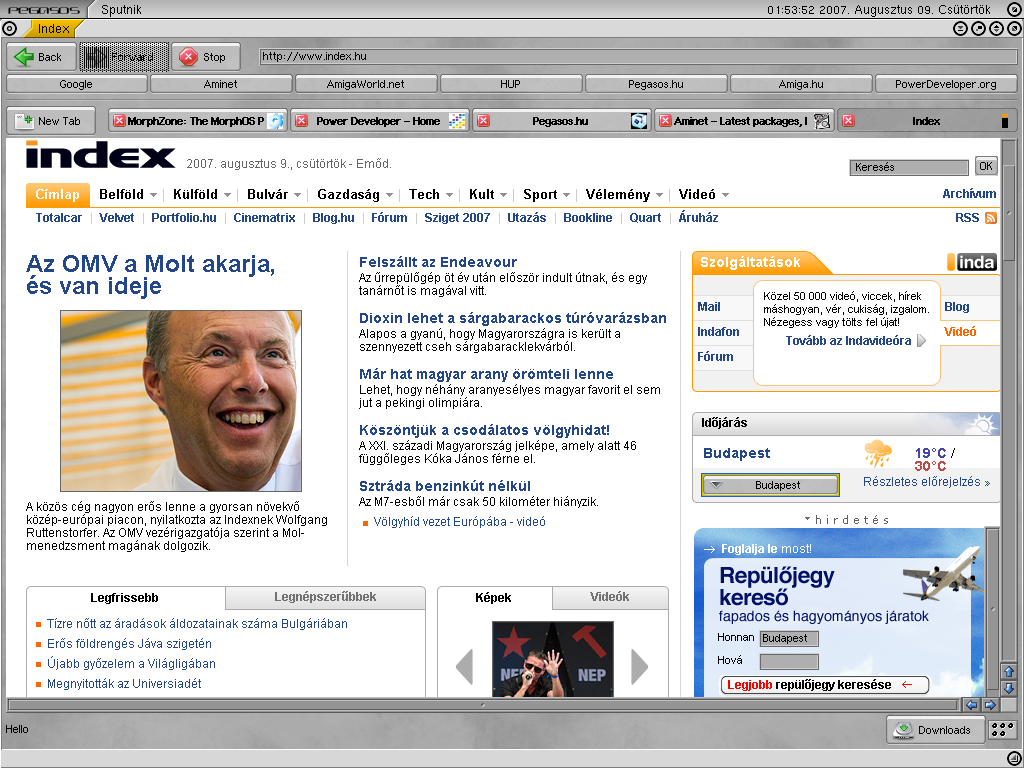 PEGASOS Sputnik 01:53:52 2007. Augusztus 09. Csütörtök
Index
Back Forward Stop http://www.index.hu
Google Aminet AmigaWorld.net HUP Pegasos.hu Amiga.hu PowerDeveloper.org
New Tab MorphZone: The MorphOS P Power Developer – Home Pegasos.hu Aminet – Latest packages, I Index
index 2007. augusztus 9., csütörtök - Emőd.
Keresés OK
Címlap Belföld Külföld Bulvár Gazdaság Tech Kult Sport Vélemény Videó Archívum
Totalcar Velvet Portfolio.hu Cinematrix Blog.hu Fórum Sziget 2007 Utazás Bookline Quart Áruház RSS
Az OMV a Molt akarja,
és van ideje
A közös cég nagyon erős lenne a gyorsan növekvő
közép-európai piacon, nyilatkozta az Indexnek Wolfgang
Ruttenstorfer. Az OMV vezérigazgatója szerint a Mol-
menedzsment magának dolgozik.
Felszállt az Endeavour
Az űrrepülőgép öt év után először indult útnak, és egy
tanárnőt is magával vitt.
Dioxin lehet a sárgabarackos túróvarázsban
Alapos a gyanú, hogy Magyarországra is került a
szennyezett cseh sárgabaracklekvárból.
Már hat magyar arany örömteli lenne
Lehet, hogy néhány aranyesélyes magyar favorit el sem
jut a pekingi olimpiára.
Köszöntjük a csodálatos völgyhidat!
A XXI. századi Magyarország jelképe, amely alatt 46
függőleges Kóka János férne el.
Sztráda benzinkút nélkül
Az M7-esből már csak 50 kilométer hiányzik.
Völgyhíd vezet Európába - videó
Szolgáltatások inda
Mail
Indafon
Fórum
Közel 50 000 videó, viccek, hírek
máshogyan, vér, cukiság, izgalom.
Nézegess vagy tölts fel újat!
Tovább az Indavideóra
Blog
Videó
Időjárás
Budapest 19°C /
30°C
Budapest Részletes előrejelzés »
hirdetés
Foglalja le most!
Repülőjegy
kereső
fapados és hagyományos járatok
Honnan Budapest
Hová
Legjobb repülőjegy keresése
Legfrissebb Legnépszerűbbek
Tízre nőtt az áradások áldozatainak száma Bulgáriában
Erős földrengés Jáva szigetén
Újabb győzelem a Világligában
Megnyitották az Universiadét
Képek Videók
NEP NEP
Hello Downloads